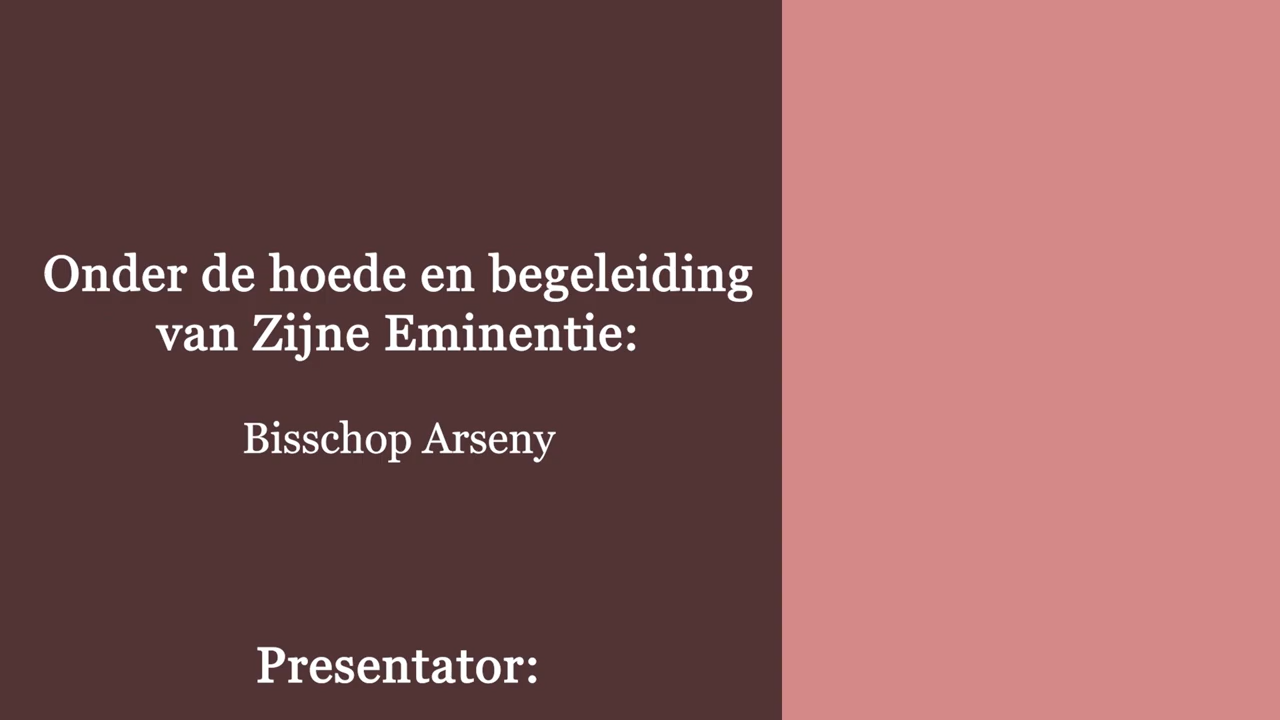 Onder de hoede en begeleiding
van Zijne Eminentie:
Bisschop Arseny
Presentator: